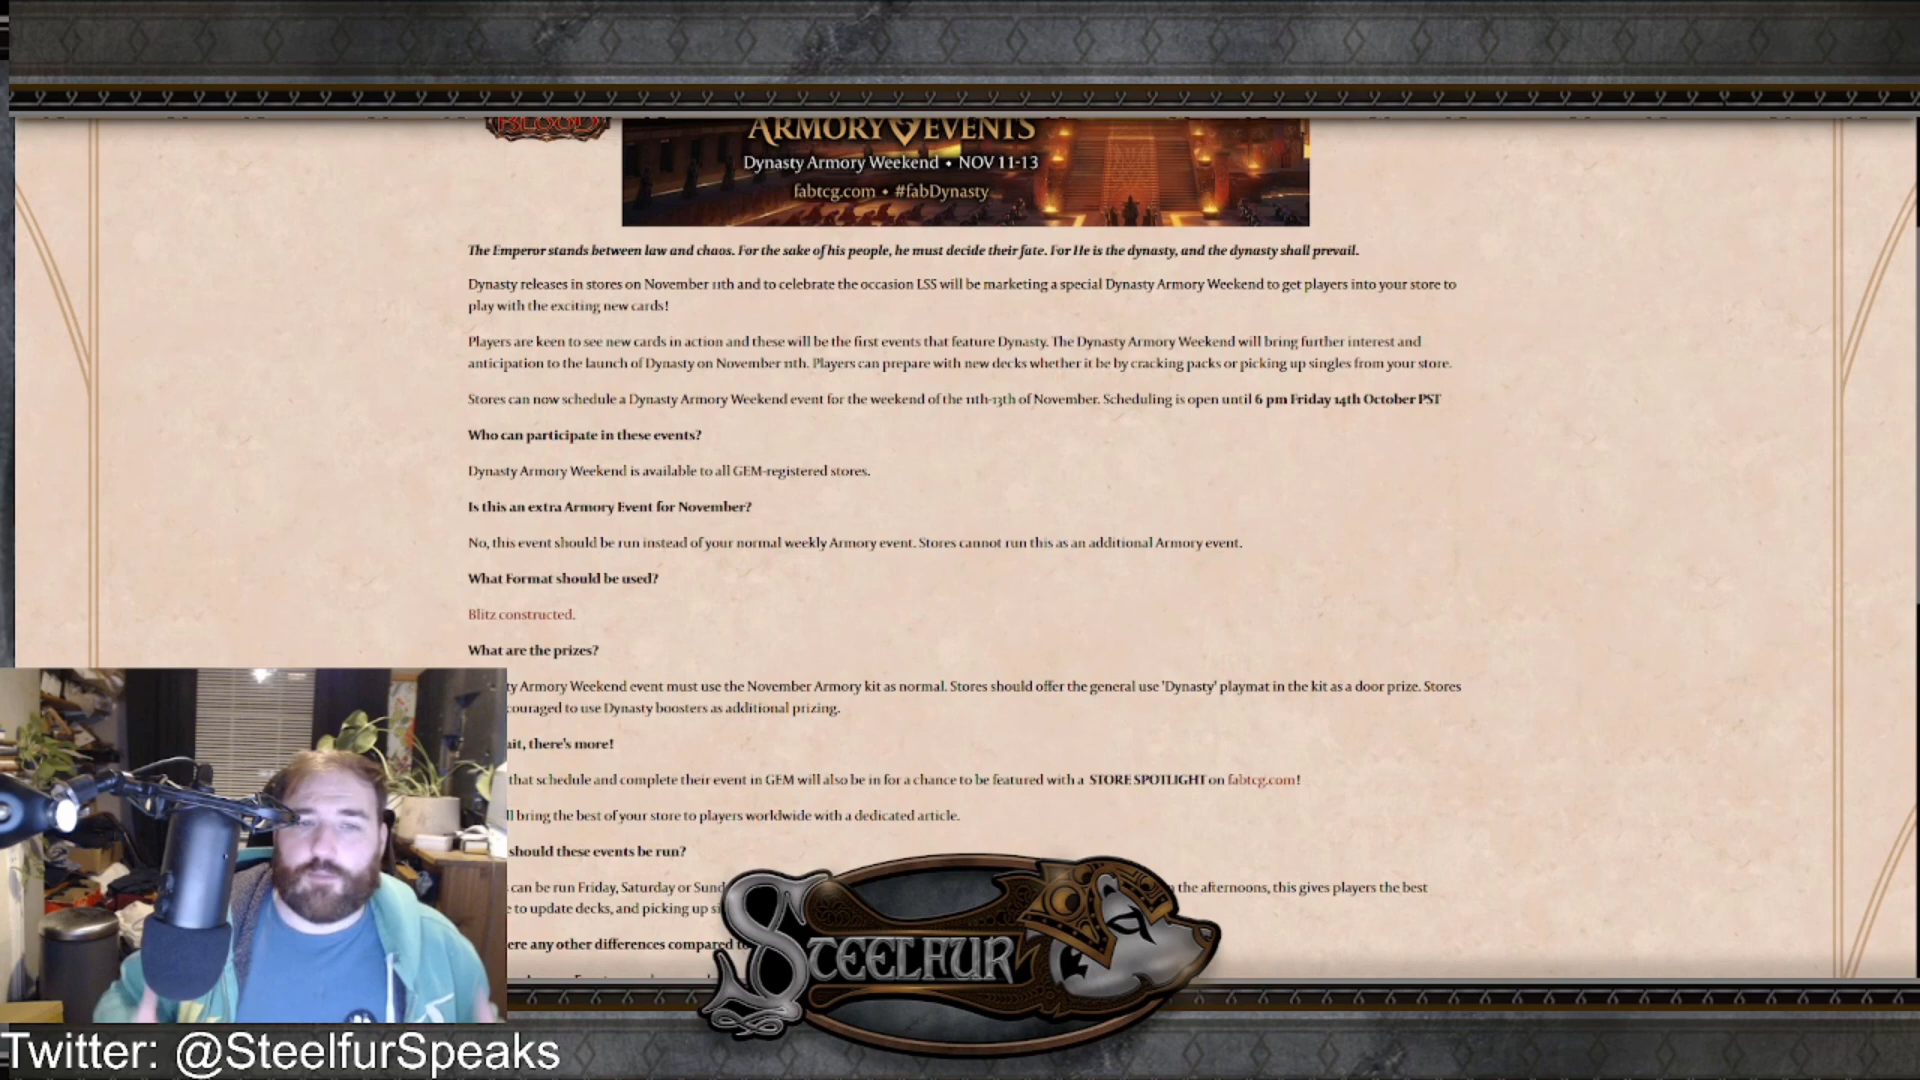 BLOOD
ARMORY EVENTS
Dynasty Armory Weekend • NOV 11-13
fabtcg.com • #fabDynasty
The Emperor stands between law and chaos. For the sake of his people, he must decide their fate. For He is the dynasty, and the dynasty shall prevail.
Dynasty releases in stores on November 11th and to celebrate the occasion LSS will be marketing a special Dynasty Armory Weekend to get players into your store to
play with the exciting new cards!
Players are keen to see new cards in action and these will be the first events that feature Dynasty. The Dynasty Armory Weekend will bring further interest and
anticipation to the launch of Dynasty on November 11th. Players can prepare with new decks whether it be by cracking packs or picking up singles from your store.
Stores can now schedule a Dynasty Armory Weekend event for the weekend of the 11th-13th of November. Scheduling is open until 6 pm Friday 14th October PST
Who can participate in these events?
Dynasty Armory Weekend is available to all GEM-registered stores.
Is this an extra Armory Event for November?
No, this event should be run instead of your normal weekly Armory event. Stores cannot run this as an additional Armory event.
What Format should be used?
Blitz constructed.
What are the prizes?
ty Armory Weekend event must use the November Armory kit as normal. Stores should offer the general use 'Dynasty' playmat in the kit as a door prize. Stores
couraged to use Dynasty boosters as additional prizing.
ait, there's more!
that schedule and complete their event in GEM will also be in for a chance to be featured with a STORE SPOTLIGHT on fabtcg.com!
ll bring the best of your store to players worldwide with a dedicated article.
should these events be run?
can be run Friday, Saturday or Sund the afternoons, this gives players the best
e to update decks, and picking up si
ere any other differences compared to
STEELFUR
Twitter: @SteelfurSpeaks